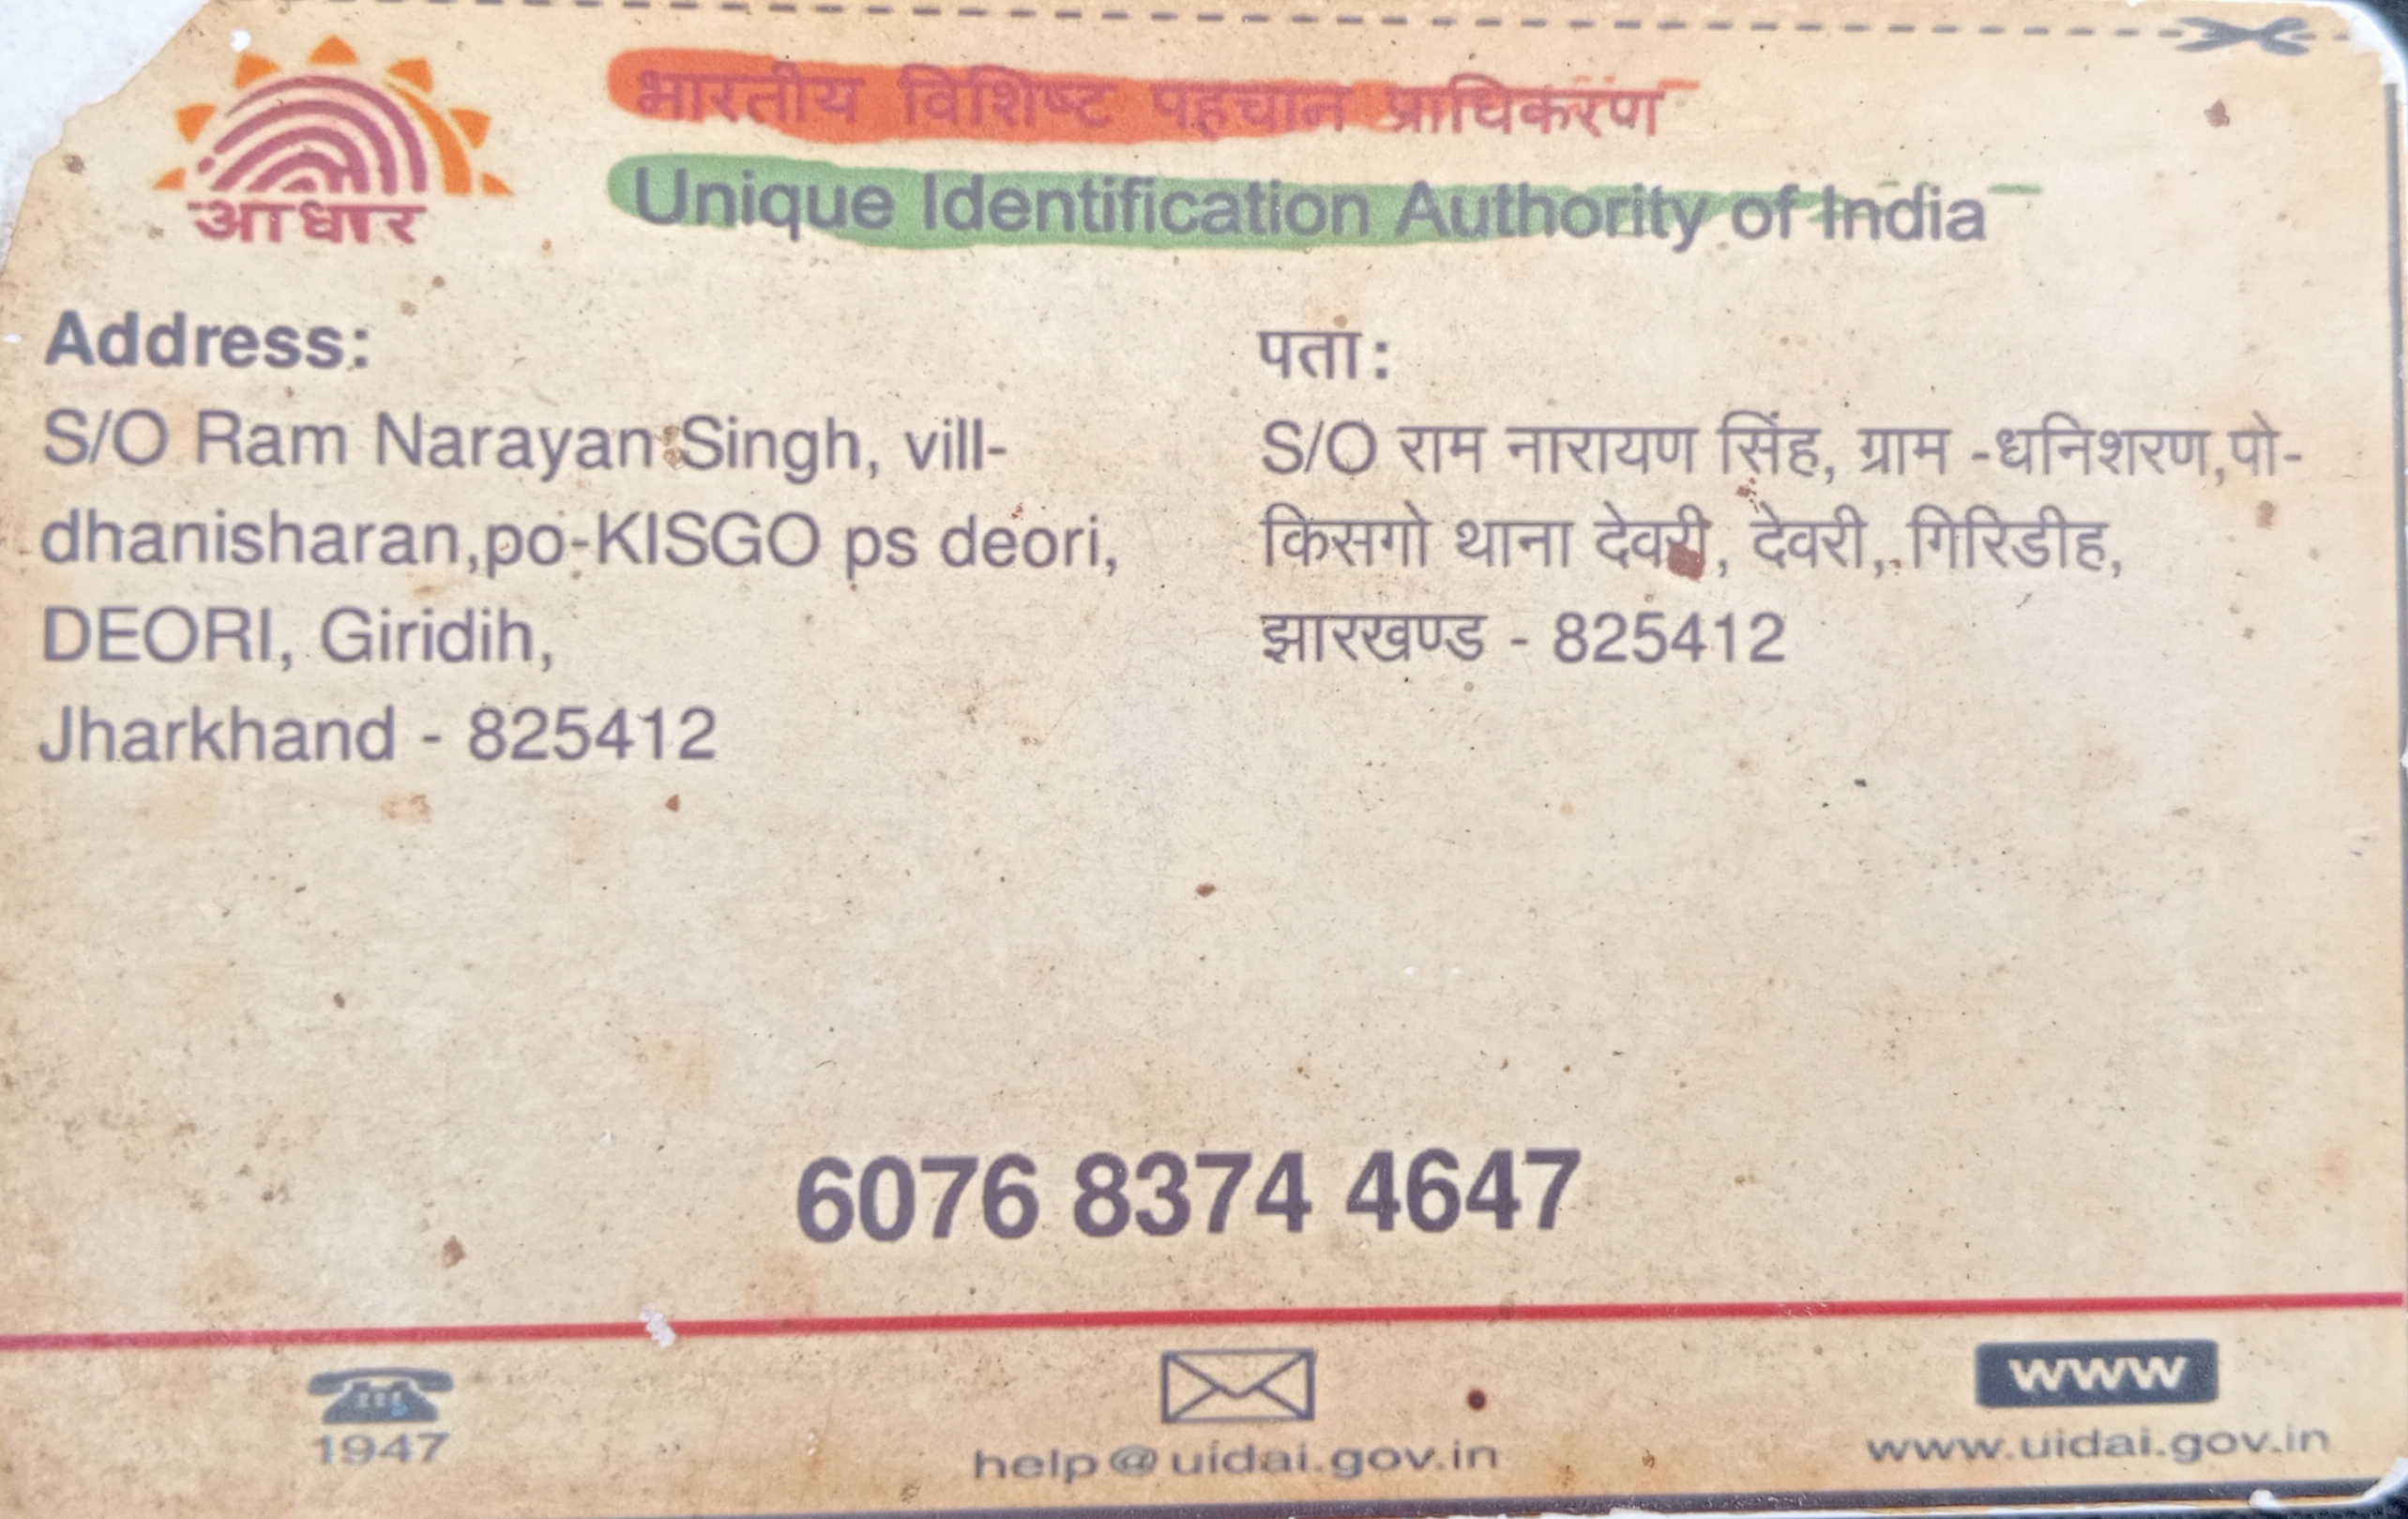 आधार
भारतीय विशिष्ट पहचान प्राधिकरण
Unique Identification Authority of India
Address:
S/O Ram Narayan Singh, vill-
dhanisharan,po-KISGO ps deori,
DEORI, Giridih,
Jharkhand - 825412
पता:
S/O राम नारायण सिंह, ग्राम -धनिशरण,पो-
किसगो थाना देवरी, देवरी, गिरिडीह,
झारखण्ड - 825412
6076 8374 4647
1947
help@uidai.gov.in
www
www.uidai.gov.in